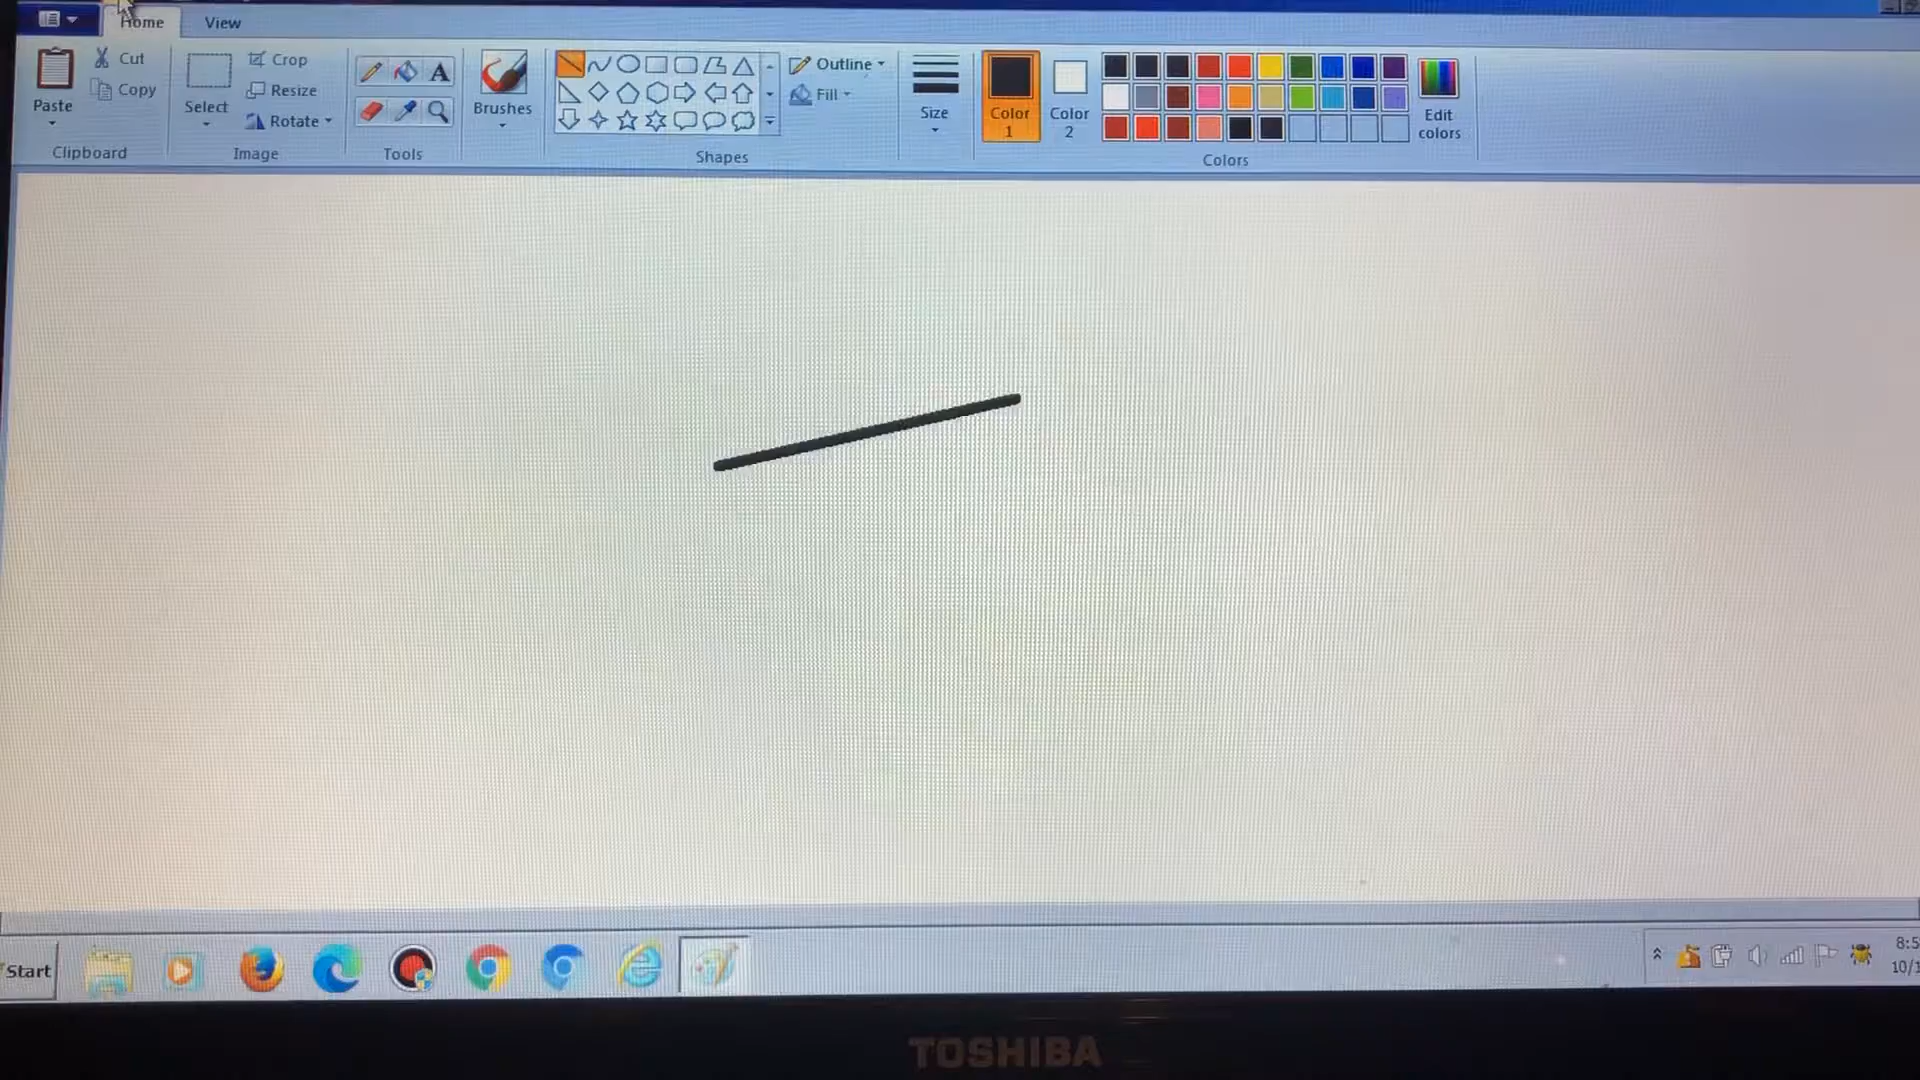 Home
View
Paste
Cut
Copy
Clipboard
Select
Crop
Resize
Rotate
Image
A
Tools
Brushes
Shapes
Outline
Fill
Size
Color
1
Color
2
Edit
colors
Colors
Start
TOSHIBA